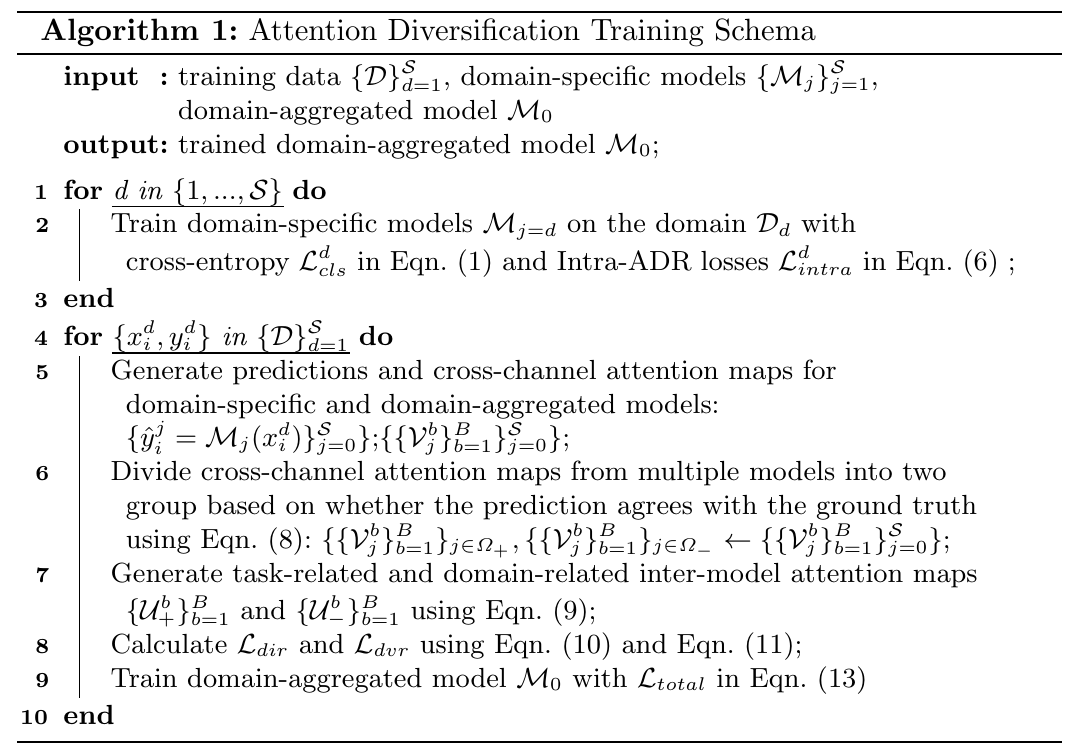 Algorithm 1: Attention Diversification Training Schema
input : training data $\{\mathcal{D}\}_{d=1}^{\mathcal{S}}$, domain-specific models $\{\mathcal{M}_j\}_{j=1}^{\mathcal{S}}$,
domain-aggregated model $\mathcal{M}_0$
output: trained domain-aggregated model $\mathcal{M}_0$;
1 for d in {1, ..., $\mathcal{S}$} do
2 Train domain-specific models $\mathcal{M}_{j=d}$ on the domain $\mathcal{D}_d$ with
cross-entropy $\mathcal{L}_{cls}^{d}$ in Eqn. (1) and Intra-ADR losses $\mathcal{L}_{intra}^{d}$ in Eqn. (6) ;
3 end
4 for $\{x_i^d, y_i^d\}$ in $\{\mathcal{D}\}_{d=1}^{\mathcal{S}}$ do
5 Generate predictions and cross-channel attention maps for
domain-specific and domain-aggregated models:
$\{\hat{y}_i^j = \mathcal{M}_j(x_i^d)\}_{j=0}^{\mathcal{S}}\};\{\{\mathcal{V}_j^b\}_{b=1}^{B}\}_{j=0}^{\mathcal{S}}\};$
6 Divide cross-channel attention maps from multiple models into two
group based on whether the prediction agrees with the ground truth
using Eqn. (8): $\{\{\mathcal{V}_j^b\}_{b=1}^{B}\}_{j\in\Omega_+}, \{\{\mathcal{V}_j^b\}_{b=1}^{B}\}_{j\in\Omega_-} \leftarrow \{\{\mathcal{V}_j^b\}_{b=1}^{B}\}_{j=0}^{\mathcal{S}}\};$
7 Generate task-related and domain-related inter-model attention maps
$\{\mathcal{U}_+^b\}_{b=1}^{B}$ and $\{\mathcal{U}_-^b\}_{b=1}^{B}$ using Eqn. (9);
8 Calculate $\mathcal{L}_{dir}$ and $\mathcal{L}_{dvr}$ using Eqn. (10) and Eqn. (11);
9 Train domain-aggregated model $\mathcal{M}_0$ with $\mathcal{L}_{total}$ in Eqn. (13)
10 end